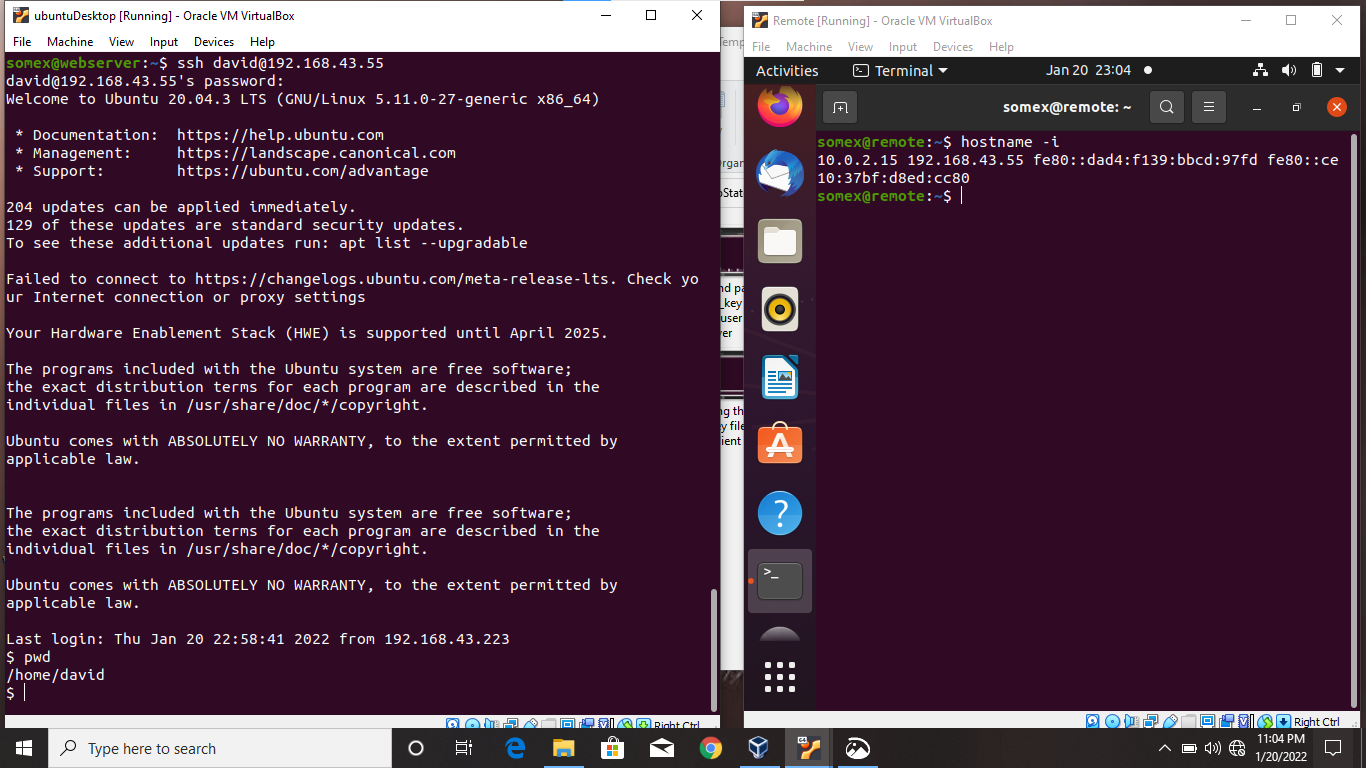 ubuntuDesktop [Running] - Oracle VM VirtualBox
File Machine View Input Devices Help
somex@webserver:~$ ssh david@192.168.43.55
david@192.168.43.55's password:
Welcome to Ubuntu 20.04.3 LTS (GNU/Linux 5.11.0-27-generic x86_64)
* Documentation: https://help.ubuntu.com
* Management: https://landscape.canonical.com
* Support: https://ubuntu.com/advantage
204 updates can be applied immediately.
129 of these updates are standard security updates.
To see these additional updates run: apt list --upgradable
Failed to connect to https://changelogs.ubuntu.com/meta-release-lts. Check yo
ur Internet connection or proxy settings
Your Hardware Enablement Stack (HWE) is supported until April 2025.
The programs included with the Ubuntu system are free software;
the exact distribution terms for each program are described in the
individual files in /usr/share/doc/*/copyright.
Ubuntu comes with ABSOLUTELY NO WARRANTY, to the extent permitted by
applicable law.
The programs included with the Ubuntu system are free software;
the exact distribution terms for each program are described in the
individual files in /usr/share/doc/*/copyright.
Ubuntu comes with ABSOLUTELY NO WARRANTY, to the extent permitted by
applicable law.
Last login: Thu Jan 20 22:58:41 2022 from 192.168.43.223
$ pwd
/home/david
$
Right Ctrl
Remote [Running] - Oracle VM VirtualBox
File Machine View Input Devices Help
Activities Terminal Jan 20 23:04
somex@remote: ~
somex@remote:~$ hostname -i
10.0.2.15 192.168.43.55 fe80::dad4:f139:bbcd:97fd fe80::ce
10:37bf:d8ed:cc80
somex@remote:~$
Right Ctrl
Type here to search
11:04 PM
1/20/2022